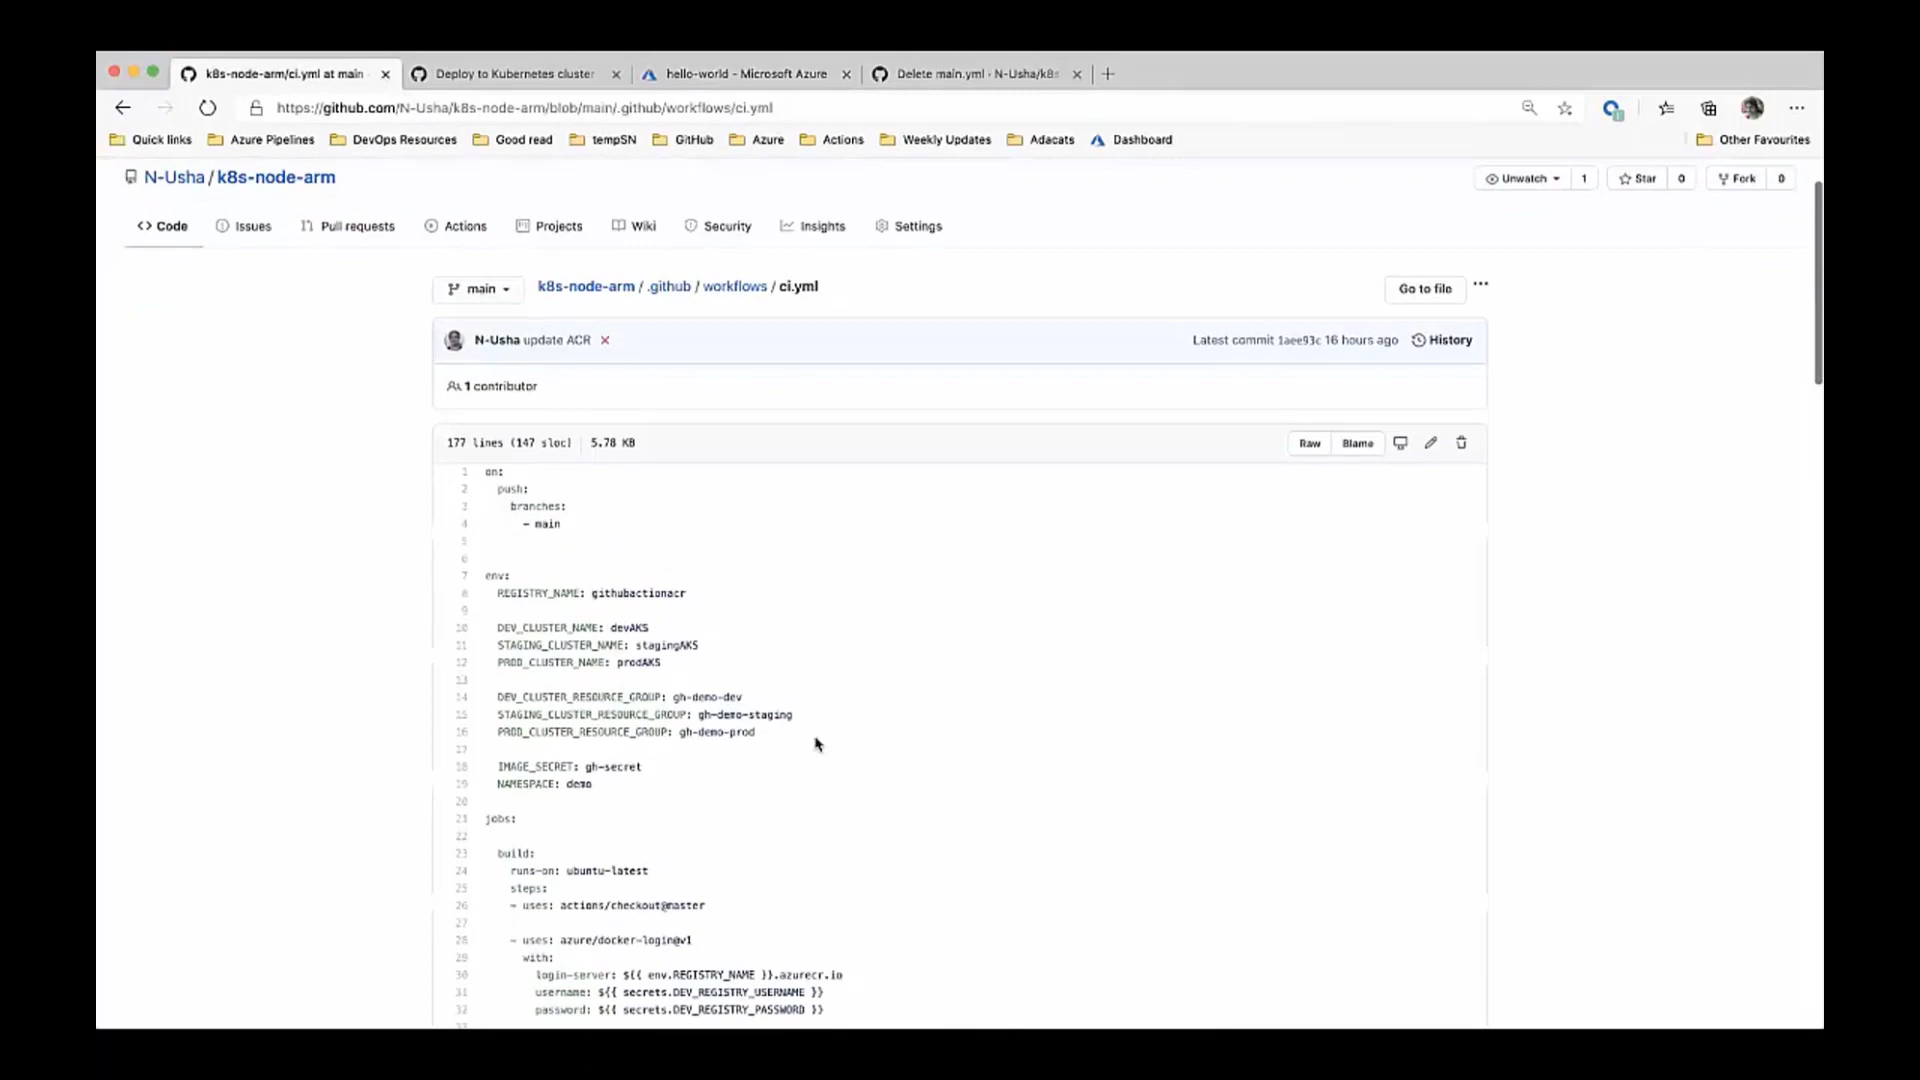 k8s-node-arm/ci.yml at main
Deploy to Kubernetes cluster
hello-world - Microsoft Azure
Delete main.yml · N-Usha/k8s
https://github.com/N-Usha/k8s-node-arm/blob/main/.github/workflows/ci.yml
Quick links Azure Pipelines DevOps Resources Good read tempSN GitHub Azure Actions Weekly Updates Adacats Dashboard Other Favourites
N-Usha / k8s-node-arm
Unwatch 1 Star 0 Fork 0
Code Issues Pull requests Actions Projects Wiki Security Insights Settings
main k8s-node-arm / .github / workflows / ci.yml Go to file ...
N-Usha update ACR Latest commit 1aee93c 16 hours ago History
1 contributor
177 lines (147 sloc) 5.78 KB Raw Blame
1 on:
2 push:
3 branches:
4 - main
5
6
7 env:
8 REGISTRY_NAME: githubactionacr
9
10 DEV_CLUSTER_NAME: devAKS
11 STAGING_CLUSTER_NAME: stagingAKS
12 PROD_CLUSTER_NAME: prodAKS
13
14 DEV_CLUSTER_RESOURCE_GROUP: gh-demo-dev
15 STAGING_CLUSTER_RESOURCE_GROUP: gh-demo-staging
16 PROD_CLUSTER_RESOURCE_GROUP: gh-demo-prod
17
18 IMAGE_SECRET: gh-secret
19 NAMESPACE: demo
20
21 jobs:
22
23 build:
24 runs-on: ubuntu-latest
25 steps:
26 - uses: actions/checkout@master
27
28 - uses: azure/docker-login@v1
29 with:
30 login-server: ${{ env.REGISTRY_NAME }}.azurecr.io
31 username: ${{ secrets.DEV_REGISTRY_USERNAME }}
32 password: ${{ secrets.DEV_REGISTRY_PASSWORD }}
33